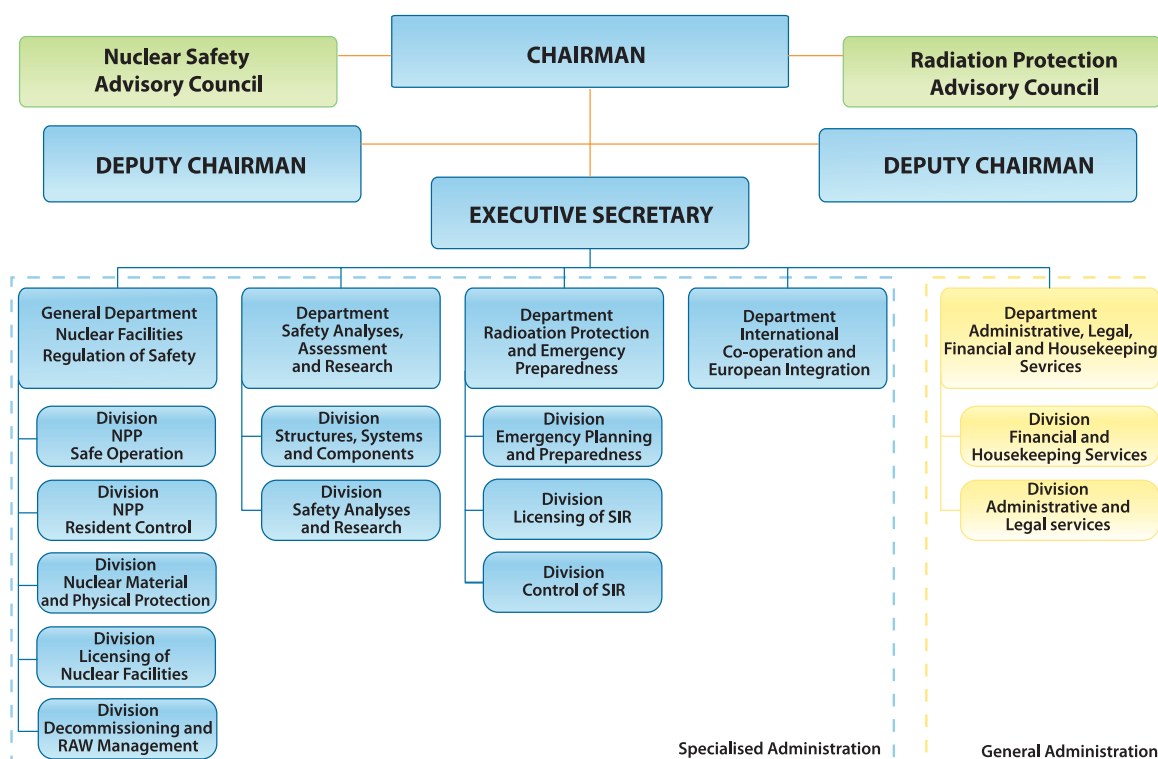 CHAIRMAN
Nuclear Safety
Advisory Council
Radiation Protection
Advisory Council
DEPUTY CHAIRMAN
DEPUTY CHAIRMAN
EXECUTIVE SECRETARY
General Department
Nuclear Facilities
Regulation of Safety
Division
NPP
Safe Operation
Division
NPP
Resident Control
Division
Nuclear Material
and Physical Protection
Division
Licensing of
Nuclear Facilities
Division
Decommissioning and
RAW Management
Department
Safety Analyses,
Assessment
and Research
Division
Structures, Systems
and Components
Division
Safety Analyses
and Research
Department
Radioation Protection
and Emergency
Preparedness
Division
Emergency Planning
and Preparedness
Division
Licensing of SIR
Division
Control of SIR
Department
International
Co-operation and
European Integration
Specialised Administration
Department
Administrative, Legal,
Financial and Housekeeping
Services
Division
Financial and
Housekeeping Services
Division
Administrative and
Legal services
General Administration